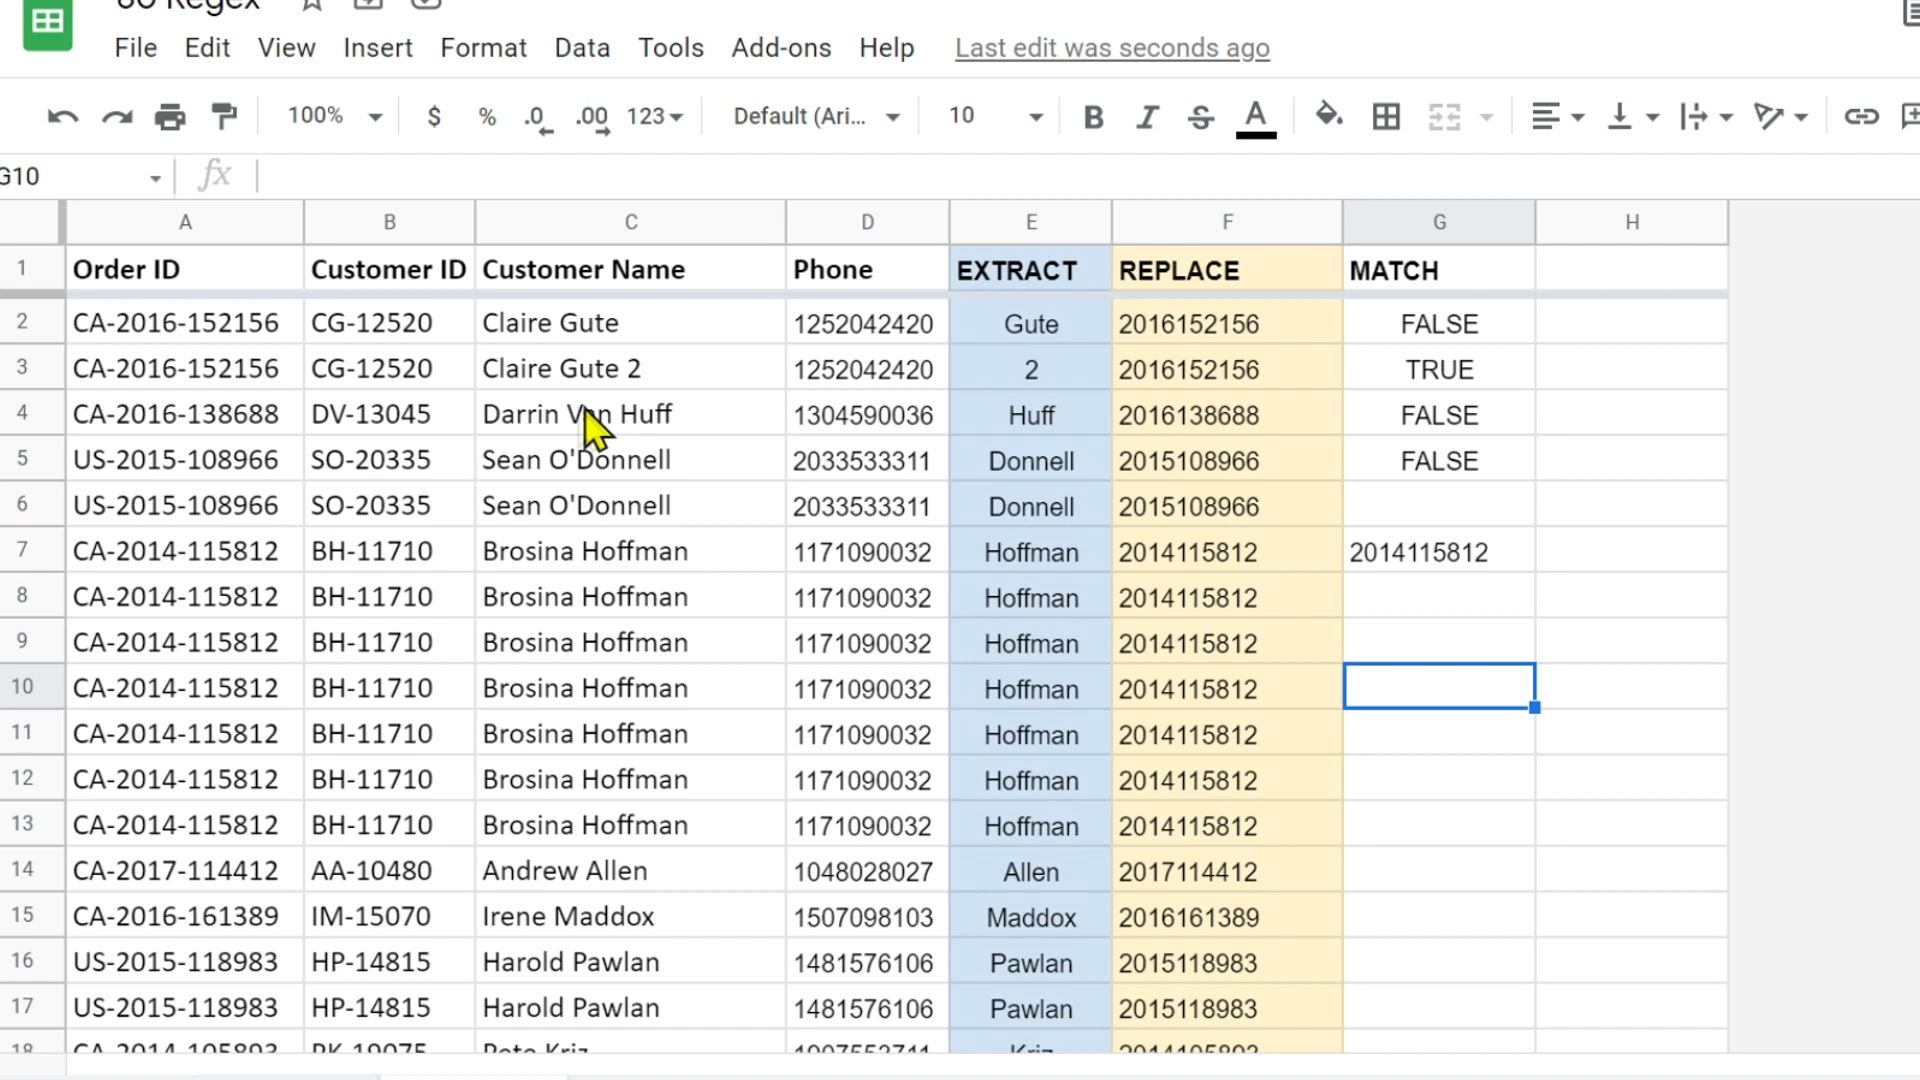 File Edit View Insert Format Data Tools Add-ons Help Last edit was seconds ago
100% $ % .0 .00 123 Default (Ari... 10 B I S A
G10 fx
A B C D E F G H
1 Order ID Customer ID Customer Name Phone EXTRACT REPLACE MATCH
2 CA-2016-152156 CG-12520 Claire Gute 1252042420 Gute 2016152156 FALSE
3 CA-2016-152156 CG-12520 Claire Gute 2 1252042420 2 2016152156 TRUE
4 CA-2016-138688 DV-13045 Darrin Van Huff 1304590036 Huff 2016138688 FALSE
5 US-2015-108966 SO-20335 Sean O'Donnell 2033533311 Donnell 2015108966 FALSE
6 US-2015-108966 SO-20335 Sean O'Donnell 2033533311 Donnell 2015108966
7 CA-2014-115812 BH-11710 Brosina Hoffman 1171090032 Hoffman 2014115812 2014115812
8 CA-2014-115812 BH-11710 Brosina Hoffman 1171090032 Hoffman 2014115812
9 CA-2014-115812 BH-11710 Brosina Hoffman 1171090032 Hoffman 2014115812
10 CA-2014-115812 BH-11710 Brosina Hoffman 1171090032 Hoffman 2014115812
11 CA-2014-115812 BH-11710 Brosina Hoffman 1171090032 Hoffman 2014115812
12 CA-2014-115812 BH-11710 Brosina Hoffman 1171090032 Hoffman 2014115812
13 CA-2014-115812 BH-11710 Brosina Hoffman 1171090032 Hoffman 2014115812
14 CA-2017-114412 AA-10480 Andrew Allen 1048028027 Allen 2017114412
15 CA-2016-161389 IM-15070 Irene Maddox 1507098103 Maddox 2016161389
16 US-2015-118983 HP-14815 Harold Pawlan 1481576106 Pawlan 2015118983
17 US-2015-118983 HP-14815 Harold Pawlan 1481576106 Pawlan 2015118983
18 CA-2014-105893 PK-19075 Pete Kriz 1907553711 Kriz 2014105893